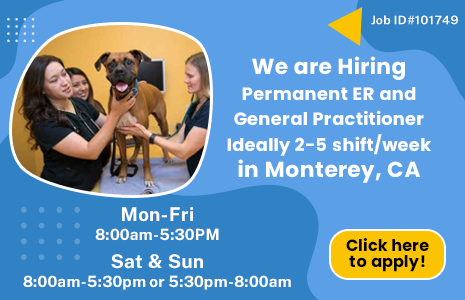 Job ID#101749
We are Hiring
Permanent ER and
General Practitioner
Ideally 2-5 shift/week
in Monterey, CA
Mon-Fri
8:00am-5:30PM
Sat & Sun
8:00am-5:30pm or 5:30pm-8:00am
Click here
to apply!